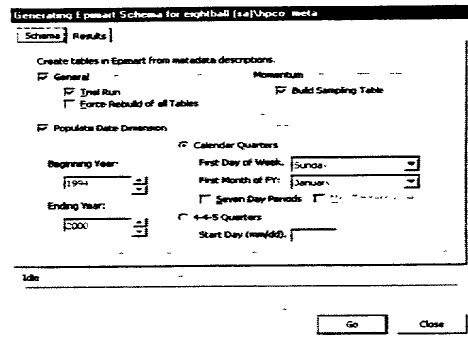 Generating Epmart Schema for eightball [sa]\hpco_meta
Schema Results
Create tables in Epmart from metadata descriptions.
General Momentum
Trial Run Build Sampling Table
Force Rebuild of all Tables
Populate Date Dimension
Calendar Quarters
Beginning Year: First Day of Week. Sunday
1994 First Month of FY: January
Seven Day Periods
Ending Year:
2000 4-4-5 Quarters
Start Day (mm/dd).
Idle
Go Close